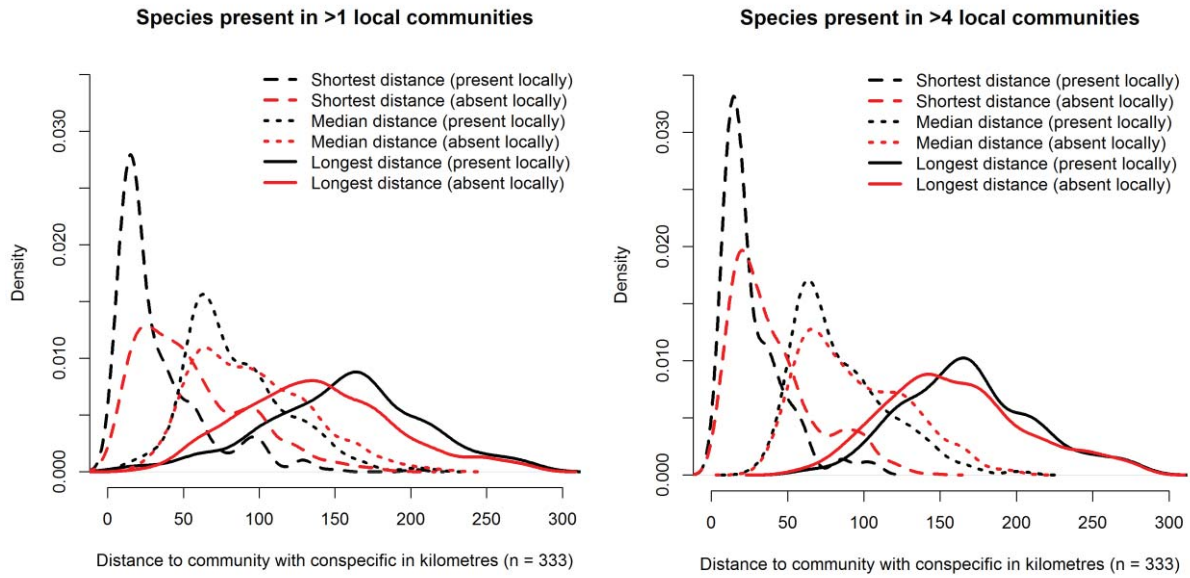 Species present in >1 local communities
Shortest distance (present locally)
Shortest distance (absent locally)
Median distance (present locally)
Median distance (absent locally)
Longest distance (present locally)
Longest distance (absent locally)
Density
0.030
0.020
0.010
0.000
0 50 100 150 200 250 300
Distance to community with conspecific in kilometres (n = 333)
Species present in >4 local communities
Shortest distance (present locally)
Shortest distance (absent locally)
Median distance (present locally)
Median distance (absent locally)
Longest distance (present locally)
Longest distance (absent locally)
Density
0.030
0.020
0.010
0.000
0 50 100 150 200 250 300
Distance to community with conspecific in kilometres (n = 333)